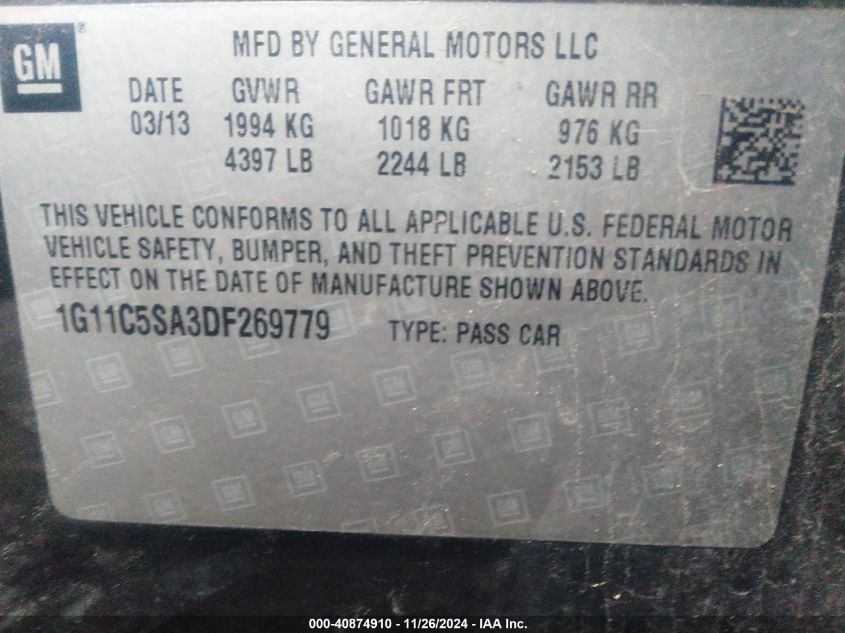 GM ®
MFD BY GENERAL MOTORS LLC
DATE GVWR GAWR FRT GAWR RR
03/13 1994 KG 1018 KG 976 KG
4397 LB 2244 LB 2153 LB
THIS VEHICLE CONFORMS TO ALL APPLICABLE U.S. FEDERAL MOTOR
VEHICLE SAFETY, BUMPER, AND THEFT PREVENTION STANDARDS IN
EFFECT ON THE DATE OF MANUFACTURE SHOWN ABOVE.
1G11C5SA3DF269779 TYPE: PASS CAR
000-40874910 - 11/26/2024 - IAA Inc.